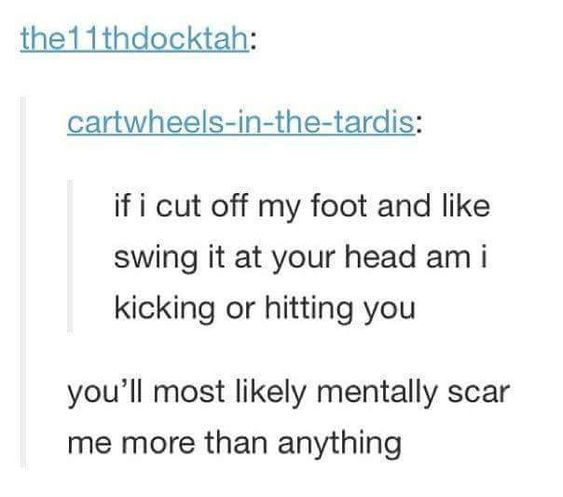 the11thdocktah:
cartwheels-in-the-tardis:
if i cut off my foot and like
swing it at your head am i
kicking or hitting you
you’ll most likely mentally scar
me more than anything